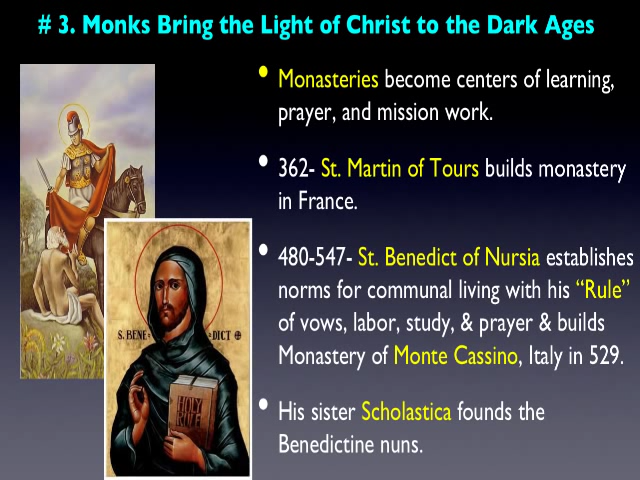 # 3. Monks Bring the Light of Christ to the Dark Ages
• Monasteries become centers of learning,
prayer, and mission work.
• 362- St. Martin of Tours builds monastery
in France.
• 480-547- St. Benedict of Nursia establishes
norms for communal living with his “Rule”
of vows, labor, study, & prayer & builds
Monastery of Monte Cassino, Italy in 529.
• His sister Scholastica founds the
Benedictine nuns.
S. BENE DICT
HOLY